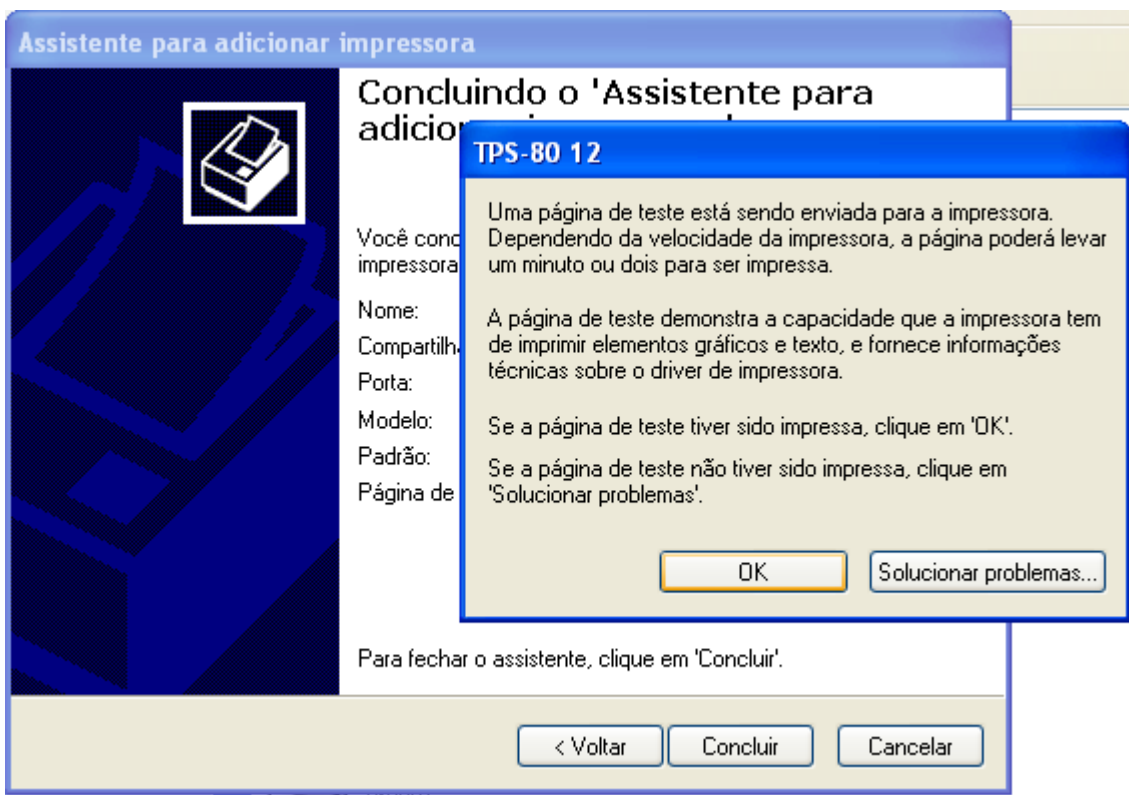 Assistente para adicionar impressora
Concluindo o 'Assistente para
TPS-80 12
Uma página de teste está sendo enviada para a impressora.
Dependendo da velocidade da impressora, a página poderá levar
um minuto ou dois para ser impressa.
A página de teste demonstra a capacidade que a impressora tem
de imprimir elementos gráficos e texto, e fornece informações
técnicas sobre o driver de impressora.
Se a página de teste tiver sido impressa, clique em 'OK'.
Se a página de teste não tiver sido impressa, clique em
'Solucionar problemas'.
OK
Solucionar problemas...
Você
impressora
Nome:
Porta:
Modelo:
Padrão:
Página de
Para fechar o assistente, clique em 'Concluir'.
< Voltar
Concluir
Cancelar